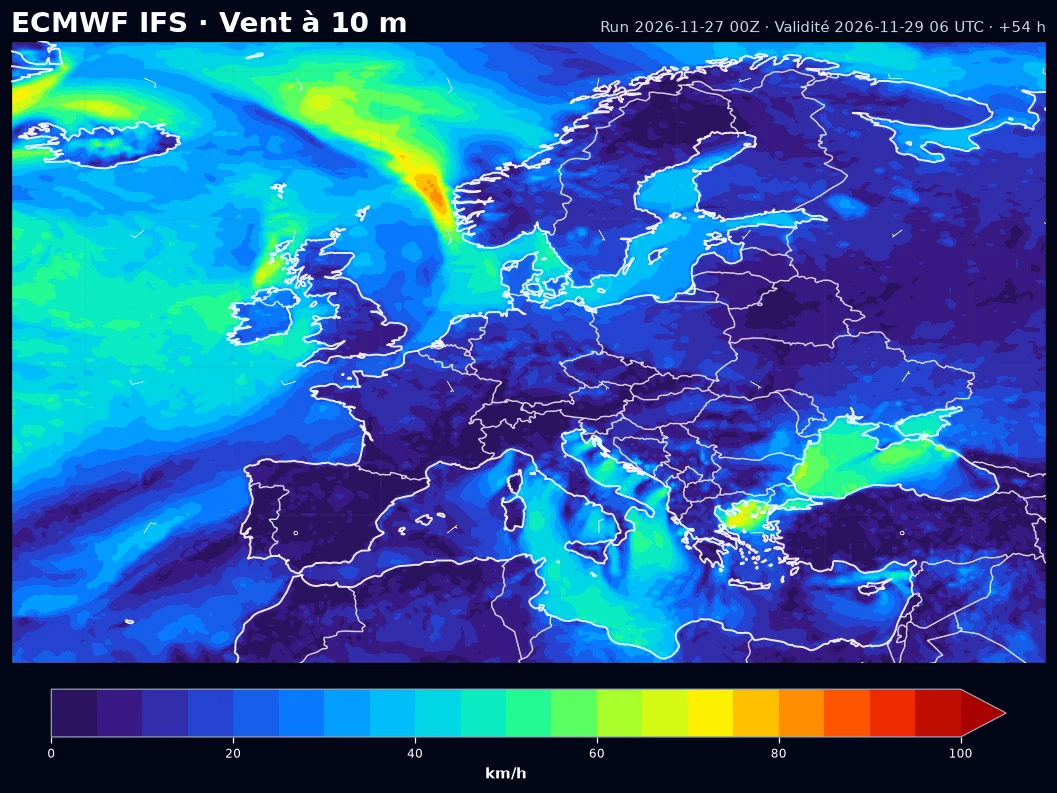 ECMWF IFS · Vent à 10 m
Run 2026-11-27 00Z · Validité 2026-11-29 06 UTC · +54 h
0 20 40 60 80 100
km/h